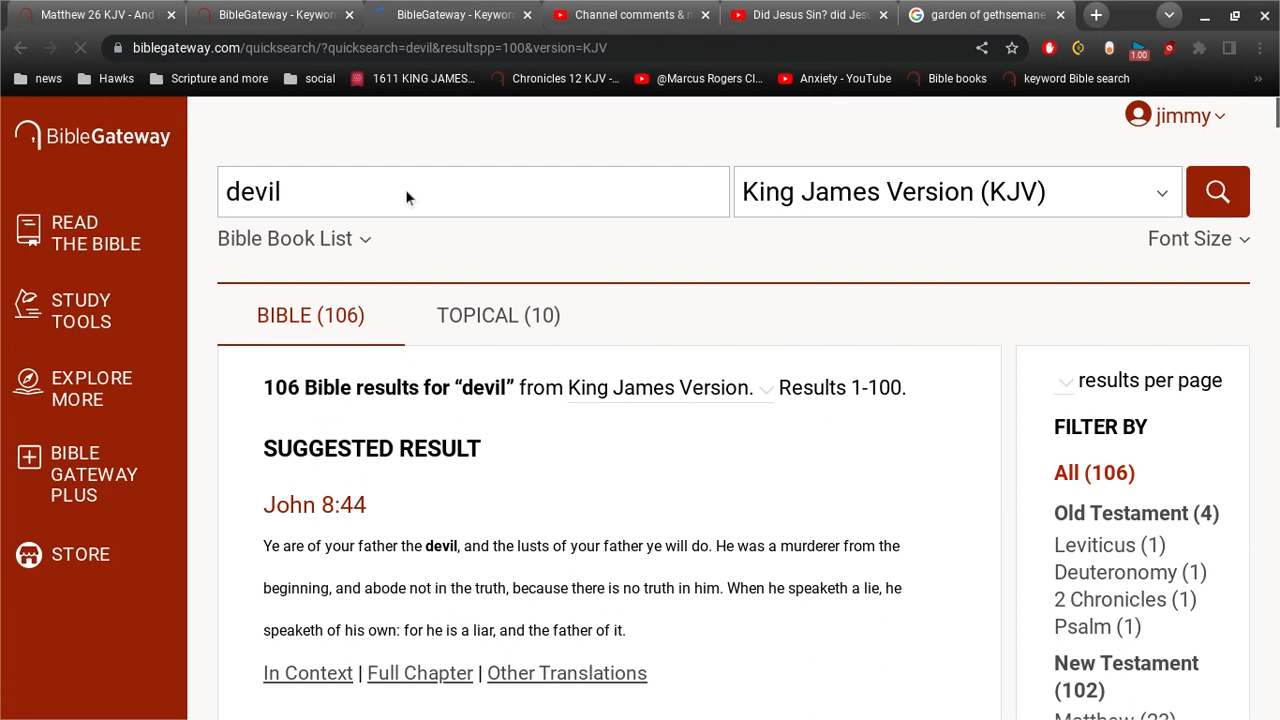 Matthew 26 KJV - And
BibleGateway - Keyword
BibleGateway - Keyword
Channel comments & m
Did Jesus Sin? did Jesu
garden of gethsemane
biblegateway.com/quicksearch/?quicksearch=devil&resultspp=100&version=KJV
1.00
news
Hawks
Scripture and more
social
1611 KING JAMES...
Chronicles 12 KJV -...
@Marcus Rogers Cl...
Anxiety - YouTube
Bible books
keyword Bible search
»
BibleGateway
jimmy
devil
King James Version (KJV)
Bible Book List
Font Size
READ
THE BIBLE
STUDY
TOOLS
EXPLORE
MORE
BIBLE
GATEWAY
PLUS
STORE
BIBLE (106)
TOPICAL (10)
106 Bible results for “devil” from King James Version. Results 1-100.
SUGGESTED RESULT
John 8:44
Ye are of your father the devil, and the lusts of your father ye will do. He was a murderer from the
beginning, and abode not in the truth, because there is no truth in him. When he speaketh a lie, he
speaketh of his own: for he is a liar, and the father of it.
In Context | Full Chapter | Other Translations
results per page
FILTER BY
All (106)
Old Testament (4)
Leviticus (1)
Deuteronomy (1)
2 Chronicles (1)
Psalm (1)
New Testament
(102)
Matthew (23)